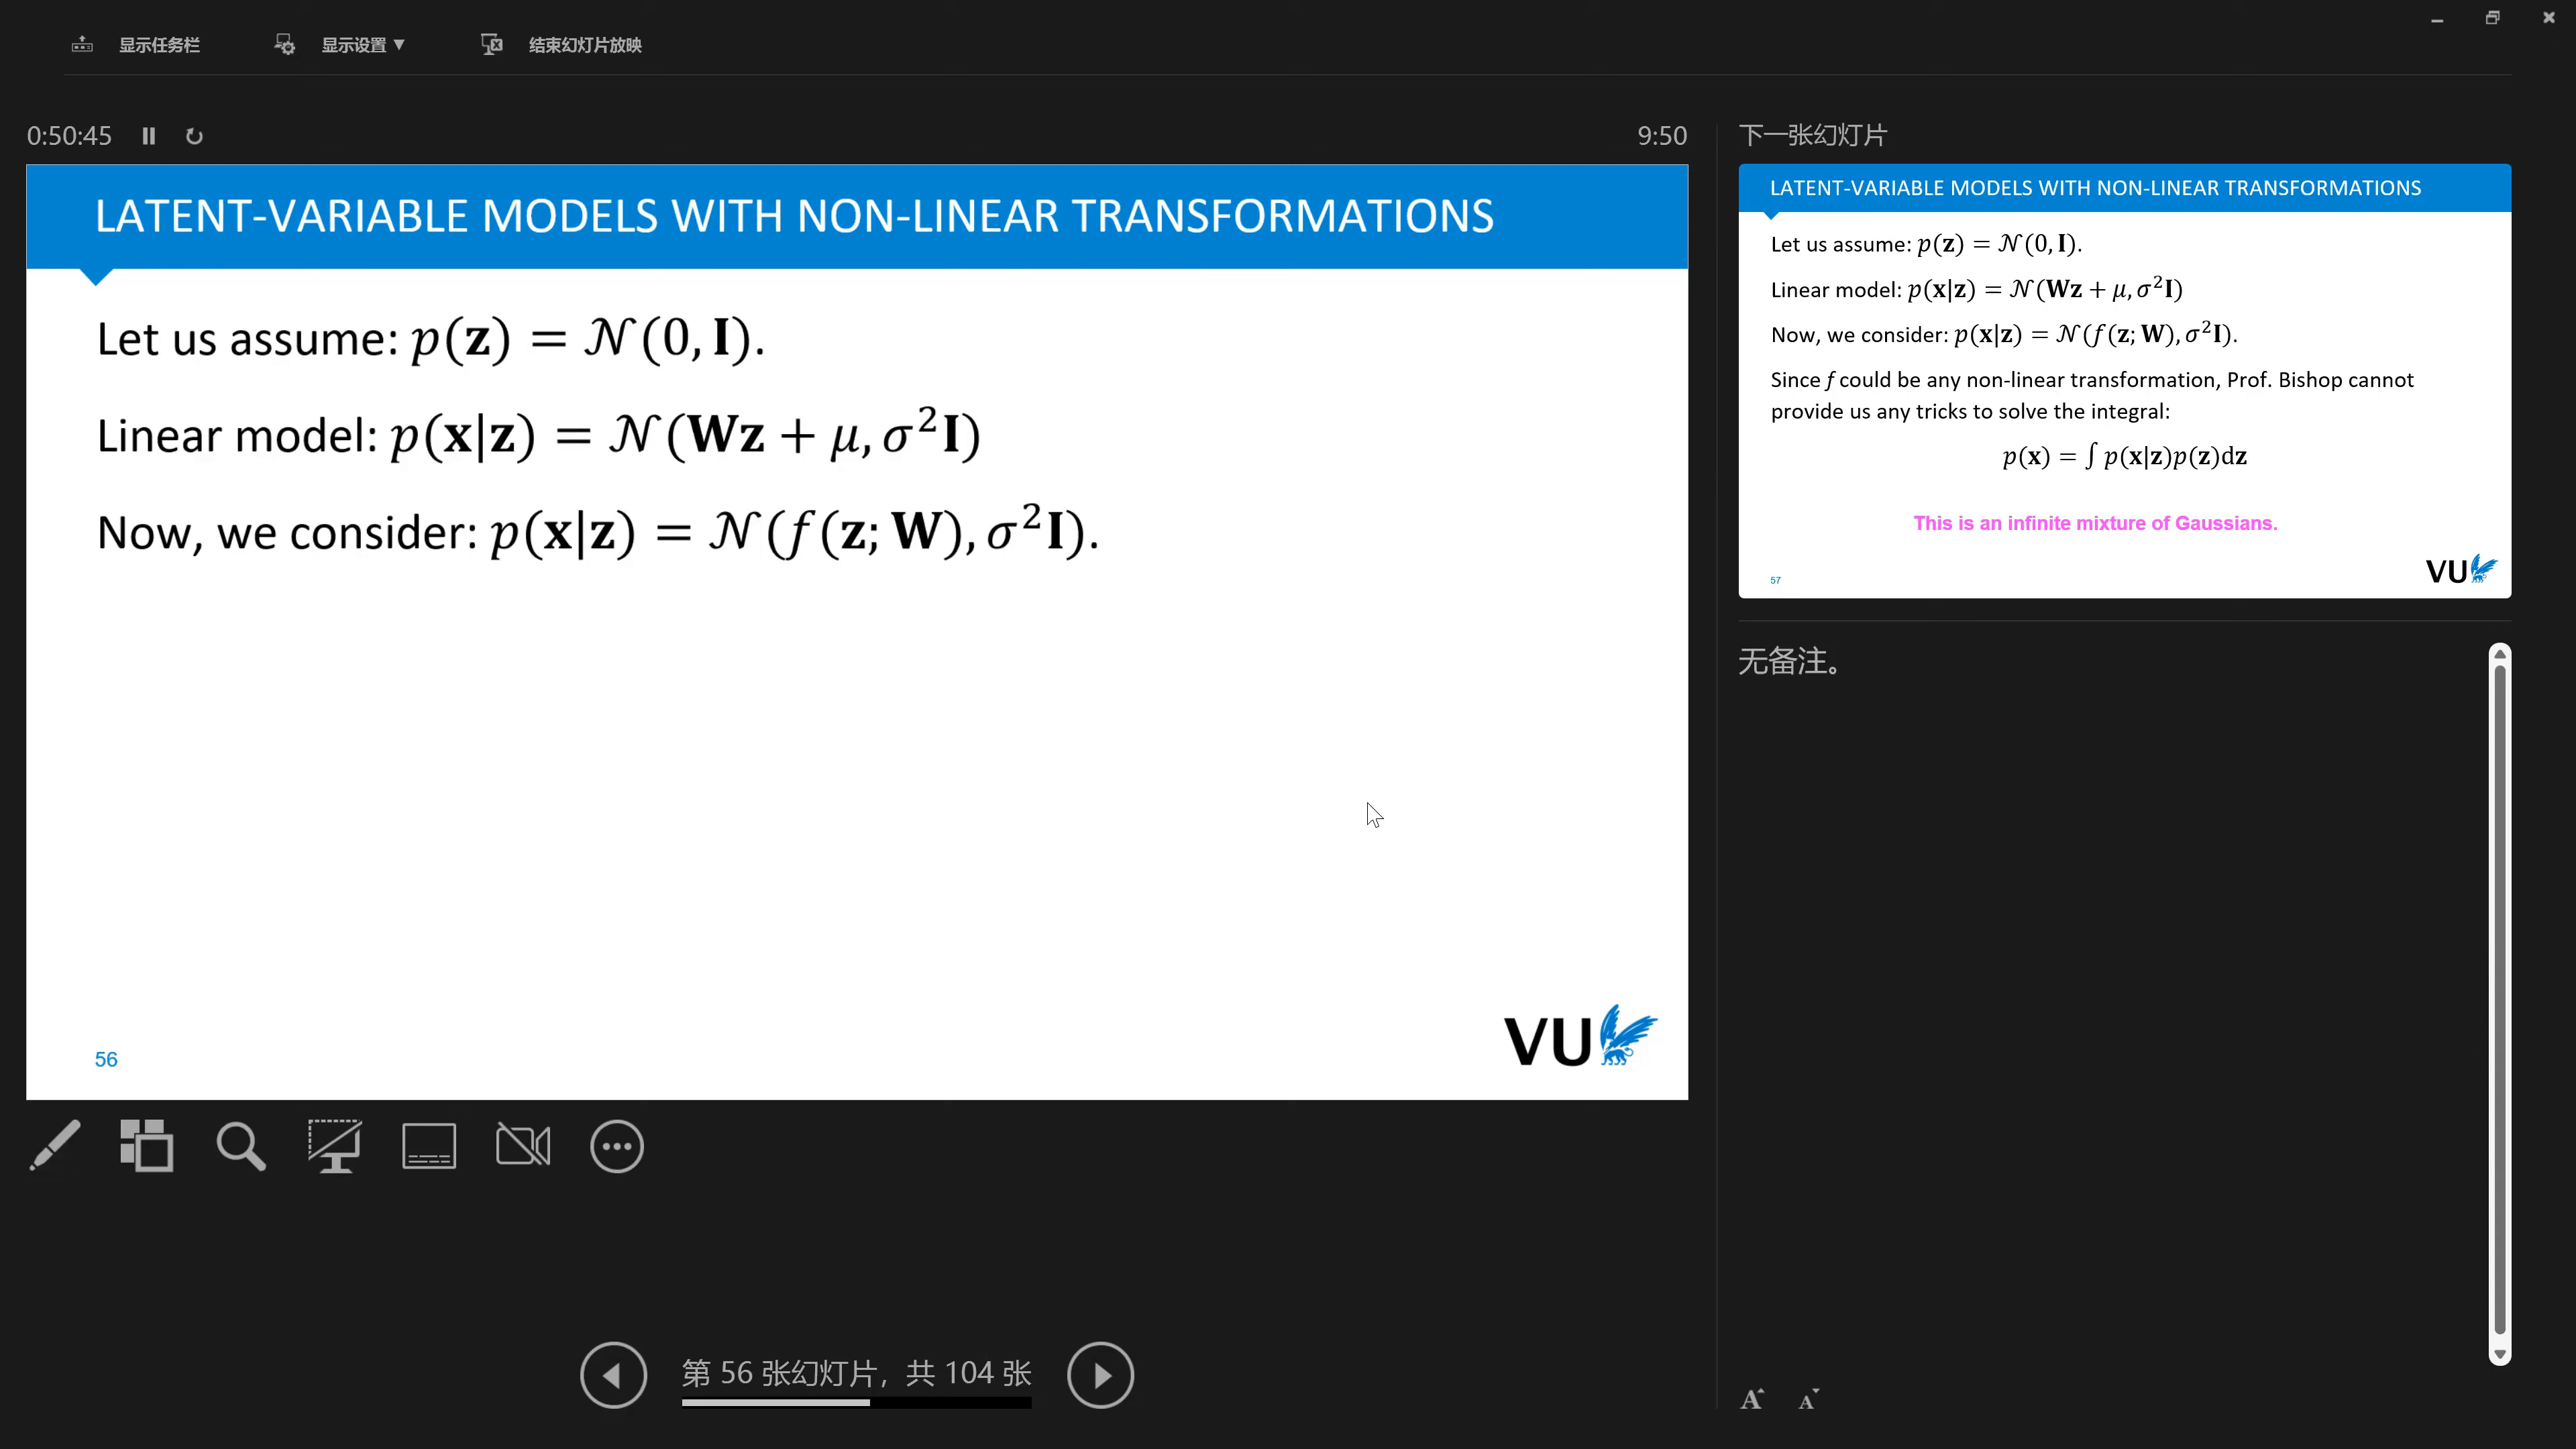 显示任务栏
显示设置 ▼
结束幻灯片放映
0:50:45
9:50
LATENT-VARIABLE MODELS WITH NON-LINEAR TRANSFORMATIONS
Let us assume: p(𝐳) = 𝒩(0, 𝐈).
Linear model: p(𝐱|𝐳) = 𝒩(𝐖𝐳 + μ, σ²𝐈)
Now, we consider: p(𝐱|𝐳) = 𝒩(f(𝐳; 𝐖), σ²𝐈).
VU
56
第 56 张幻灯片，共 104 张
下一张幻灯片
LATENT-VARIABLE MODELS WITH NON-LINEAR TRANSFORMATIONS
Let us assume: p(𝐳) = 𝒩(0, 𝐈).
Linear model: p(𝐱|𝐳) = 𝒩(𝐖𝐳 + μ, σ²𝐈)
Now, we consider: p(𝐱|𝐳) = 𝒩(f(𝐳; 𝐖), σ²𝐈).
Since f could be any non-linear transformation, Prof. Bishop cannot
provide us any tricks to solve the integral:
p(𝐱) = ∫ p(𝐱|𝐳)p(𝐳)d𝐳
This is an infinite mixture of Gaussians.
VU
57
无备注。
A A